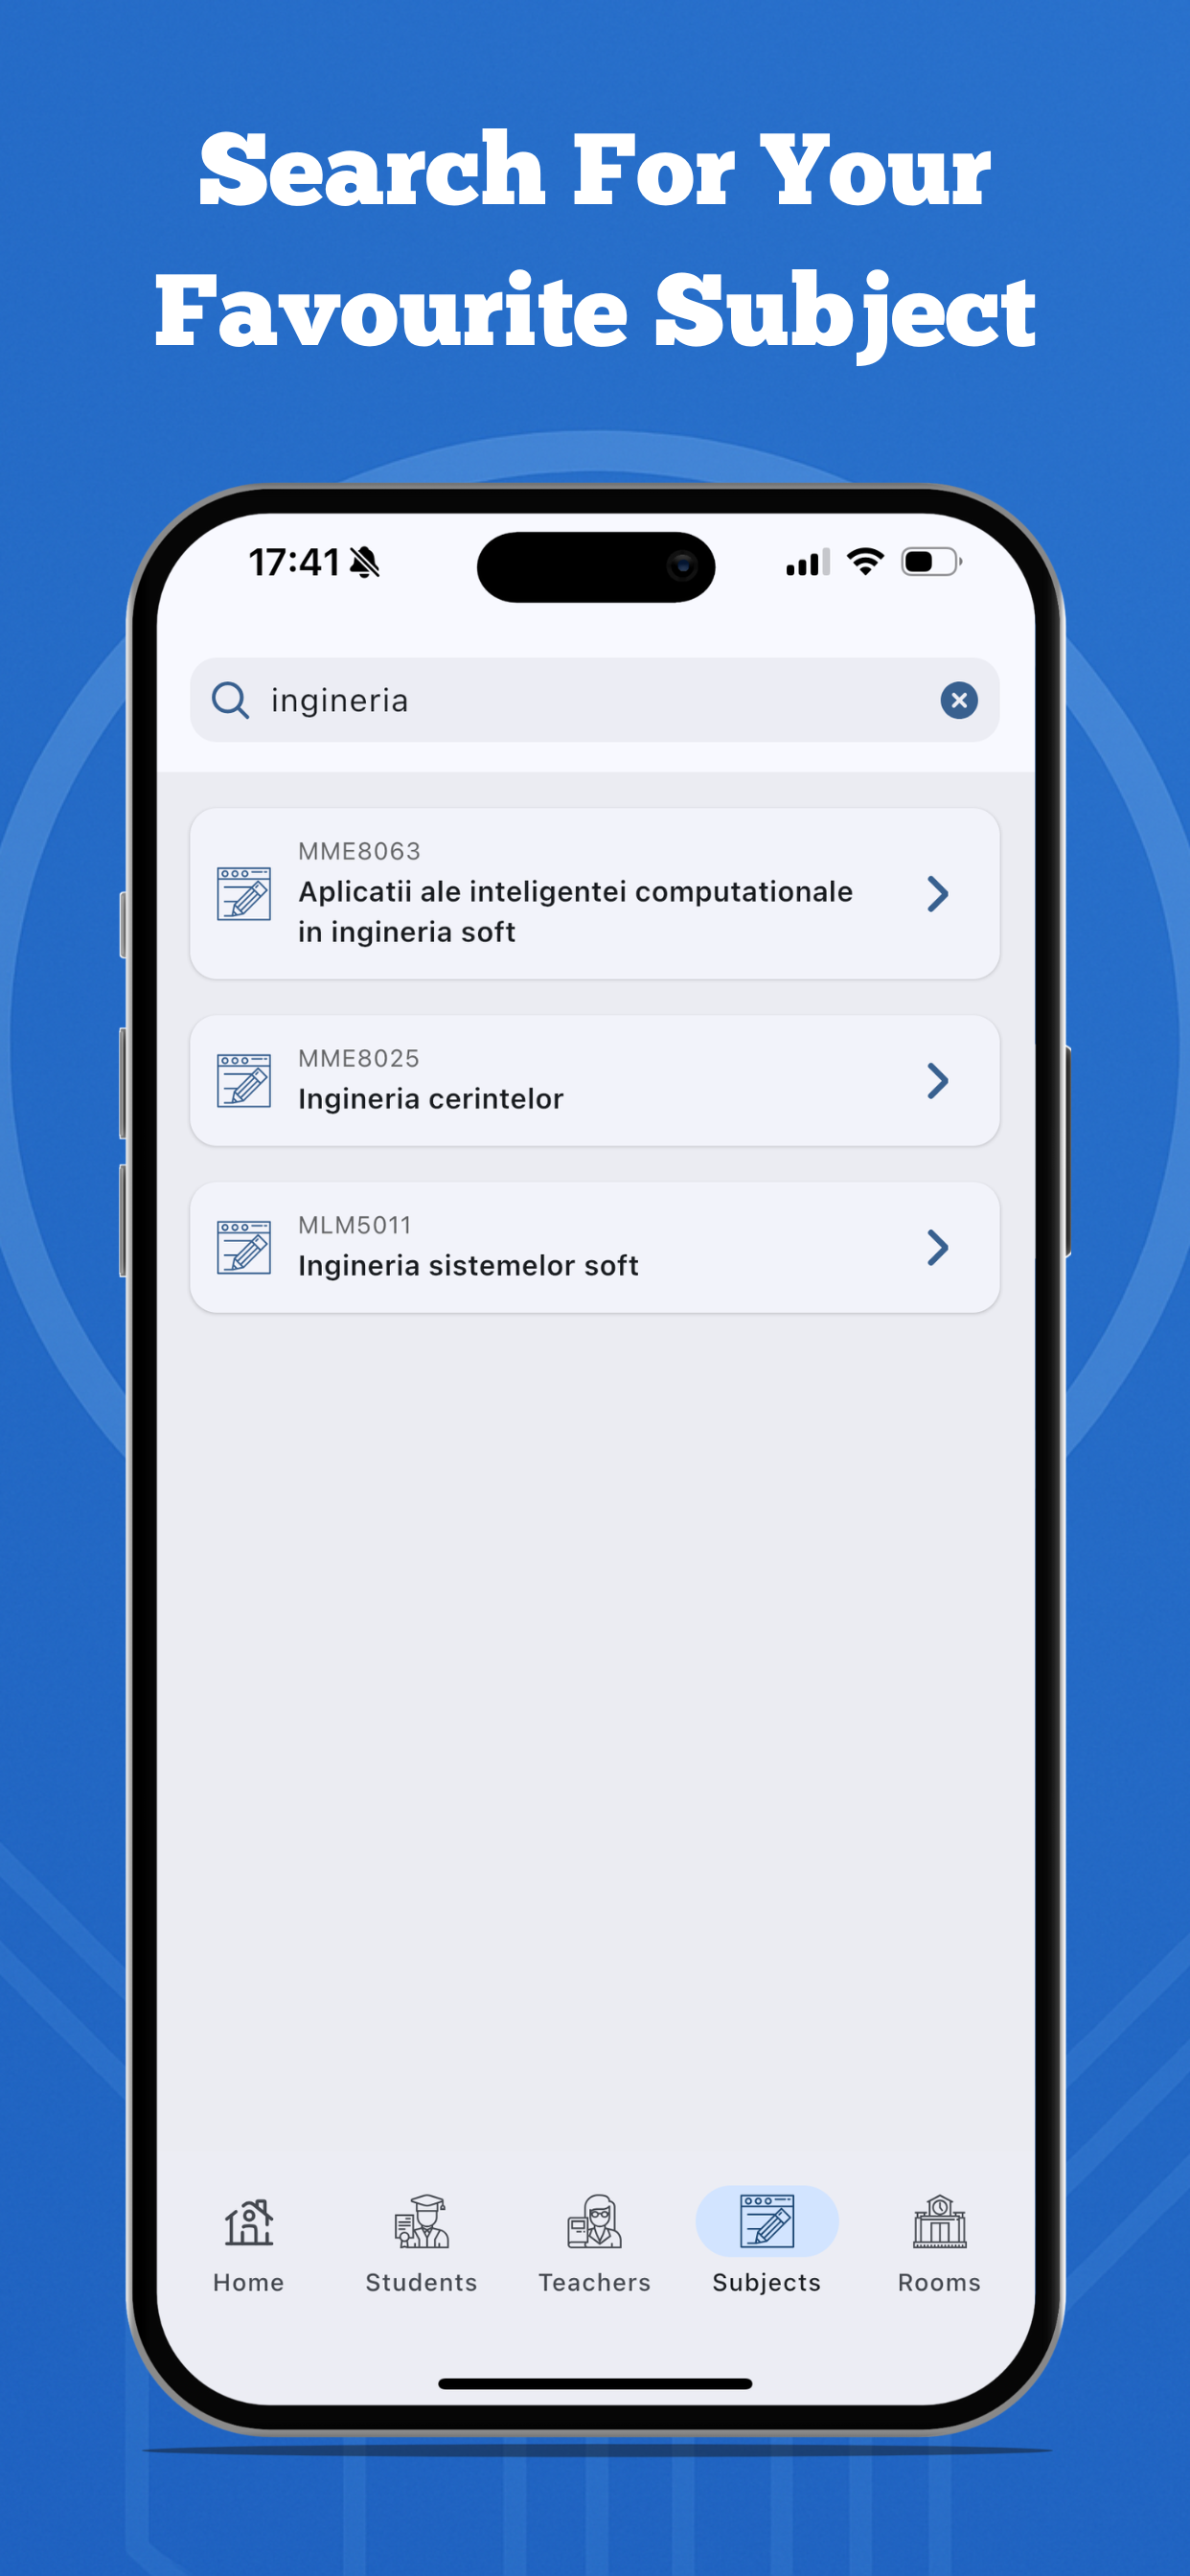 Search For Your
Favourite Subject
17:41
ingineria
MME8063
Aplicatii ale inteligentei computationale
in ingineria soft
MME8025
Ingineria cerintelor
MLM5011
Ingineria sistemelor soft
Home Students Teachers Subjects Rooms